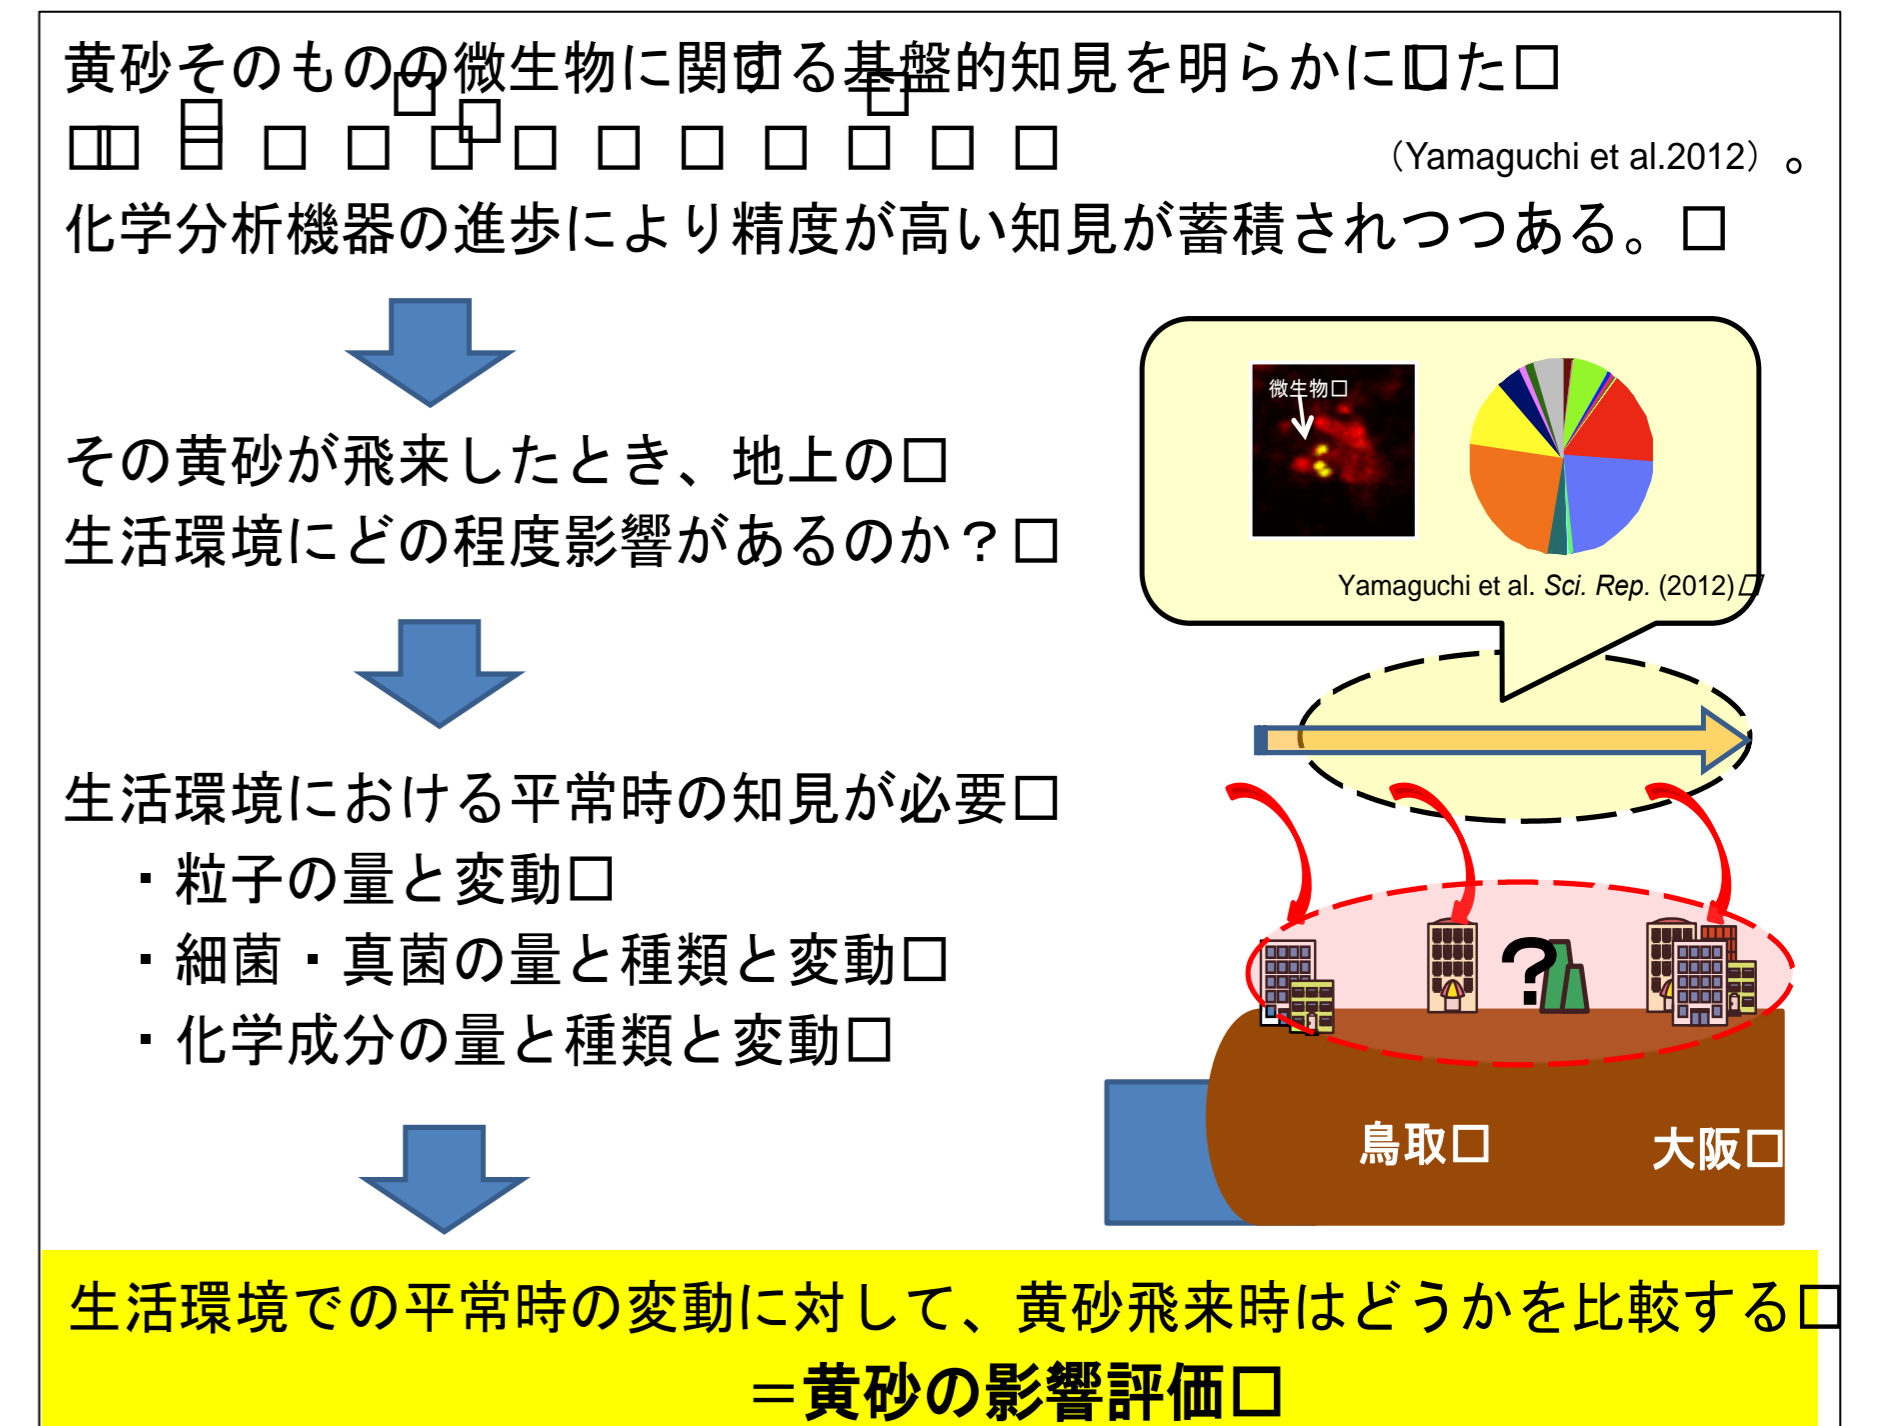 黄砂そのものの微生物に関する基盤的知見を明らかにした
（Yamaguchi et al.2012）。
化学分析機器の進歩により精度が高い知見が蓄積されつつある。
その黄砂が飛来したとき、地上の
生活環境にどの程度影響があるのか？
生活環境における平常時の知見が必要
・粒子の量と変動
・細菌・真菌の量と種類と変動
・化学成分の量と種類と変動
微生物
Yamaguchi et al. Sci. Rep. (2012)
?
鳥取
大阪
生活環境での平常時の変動に対して、黄砂飛来時はどうかを比較する
＝黄砂の影響評価